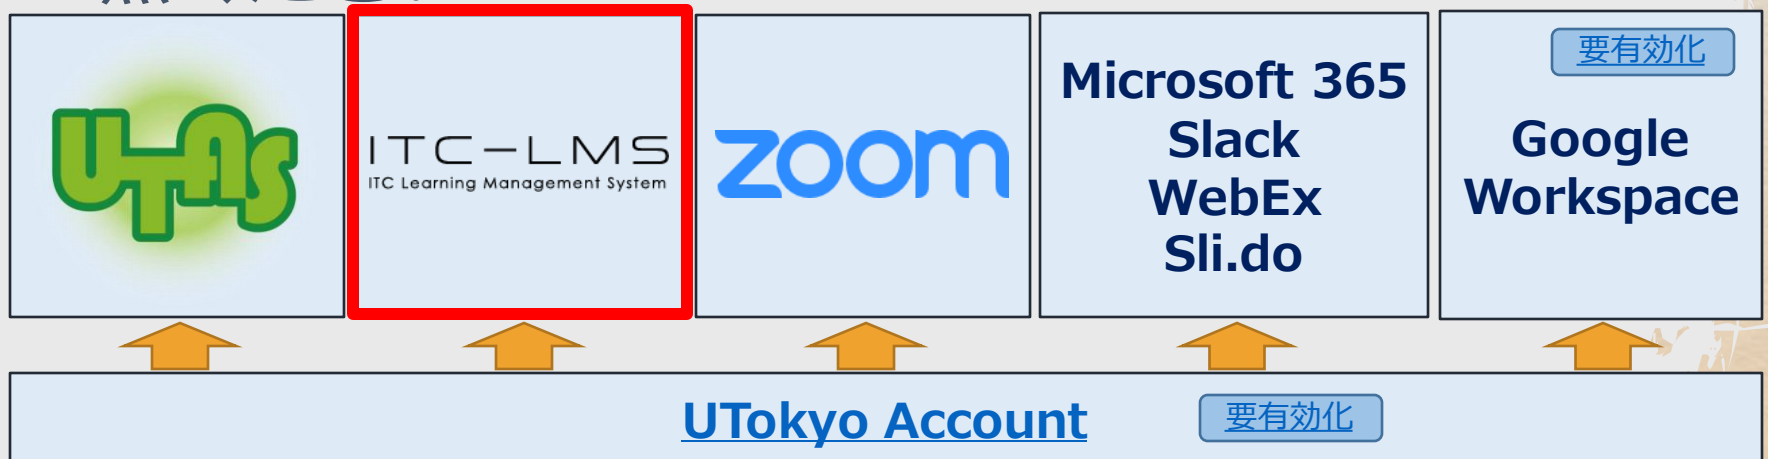 UTAS
ITC-LMS
ITC Learning Management System
zoom
Microsoft 365
Slack
WebEx
Sli.do
要有効化
Google
Workspace
UTokyo Account
要有効化